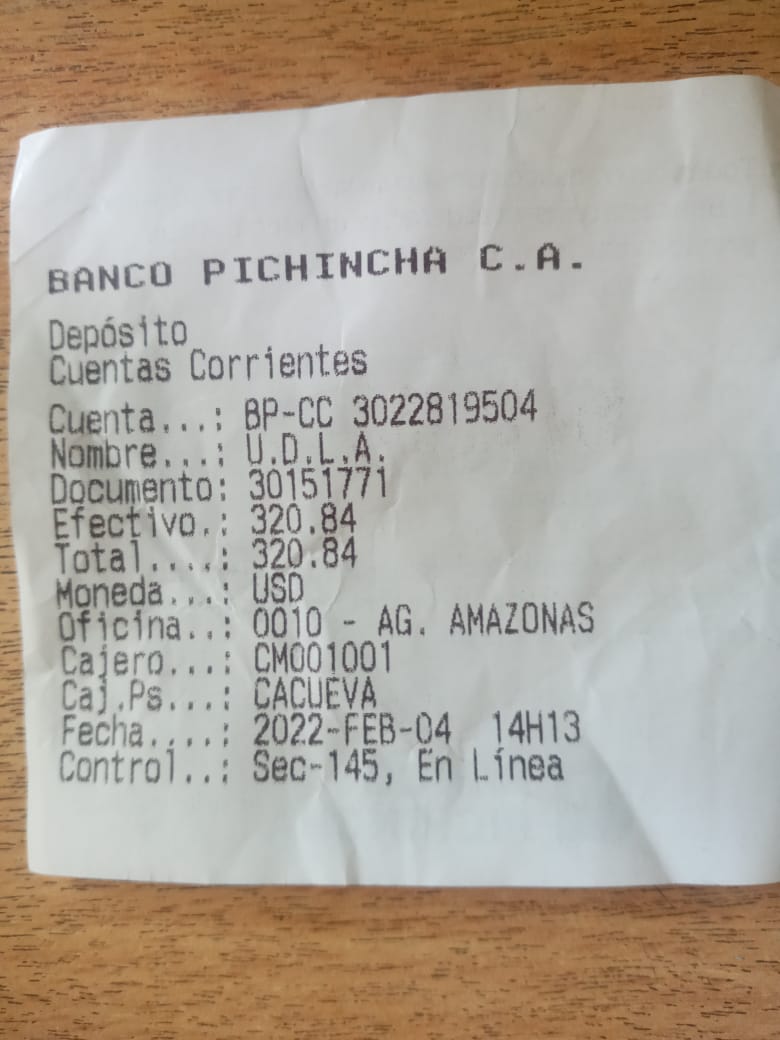 BANCO PICHINCHA C.A.
Depósito
Cuentas Corrientes
Cuenta...: BP-CC 3022819504
Nombre...: U.D.L.A.
Documento: 30151771
Efectivo.: 320.84
Total....: 320.84
Moneda...: USD
Oficina..: 0010 - AG. AMAZONAS
Cajero...: CM001001
Caj.Ps...: CACUEVA
Fecha....: 2022-FEB-04 14H13
Control..: Sec-145, En Línea